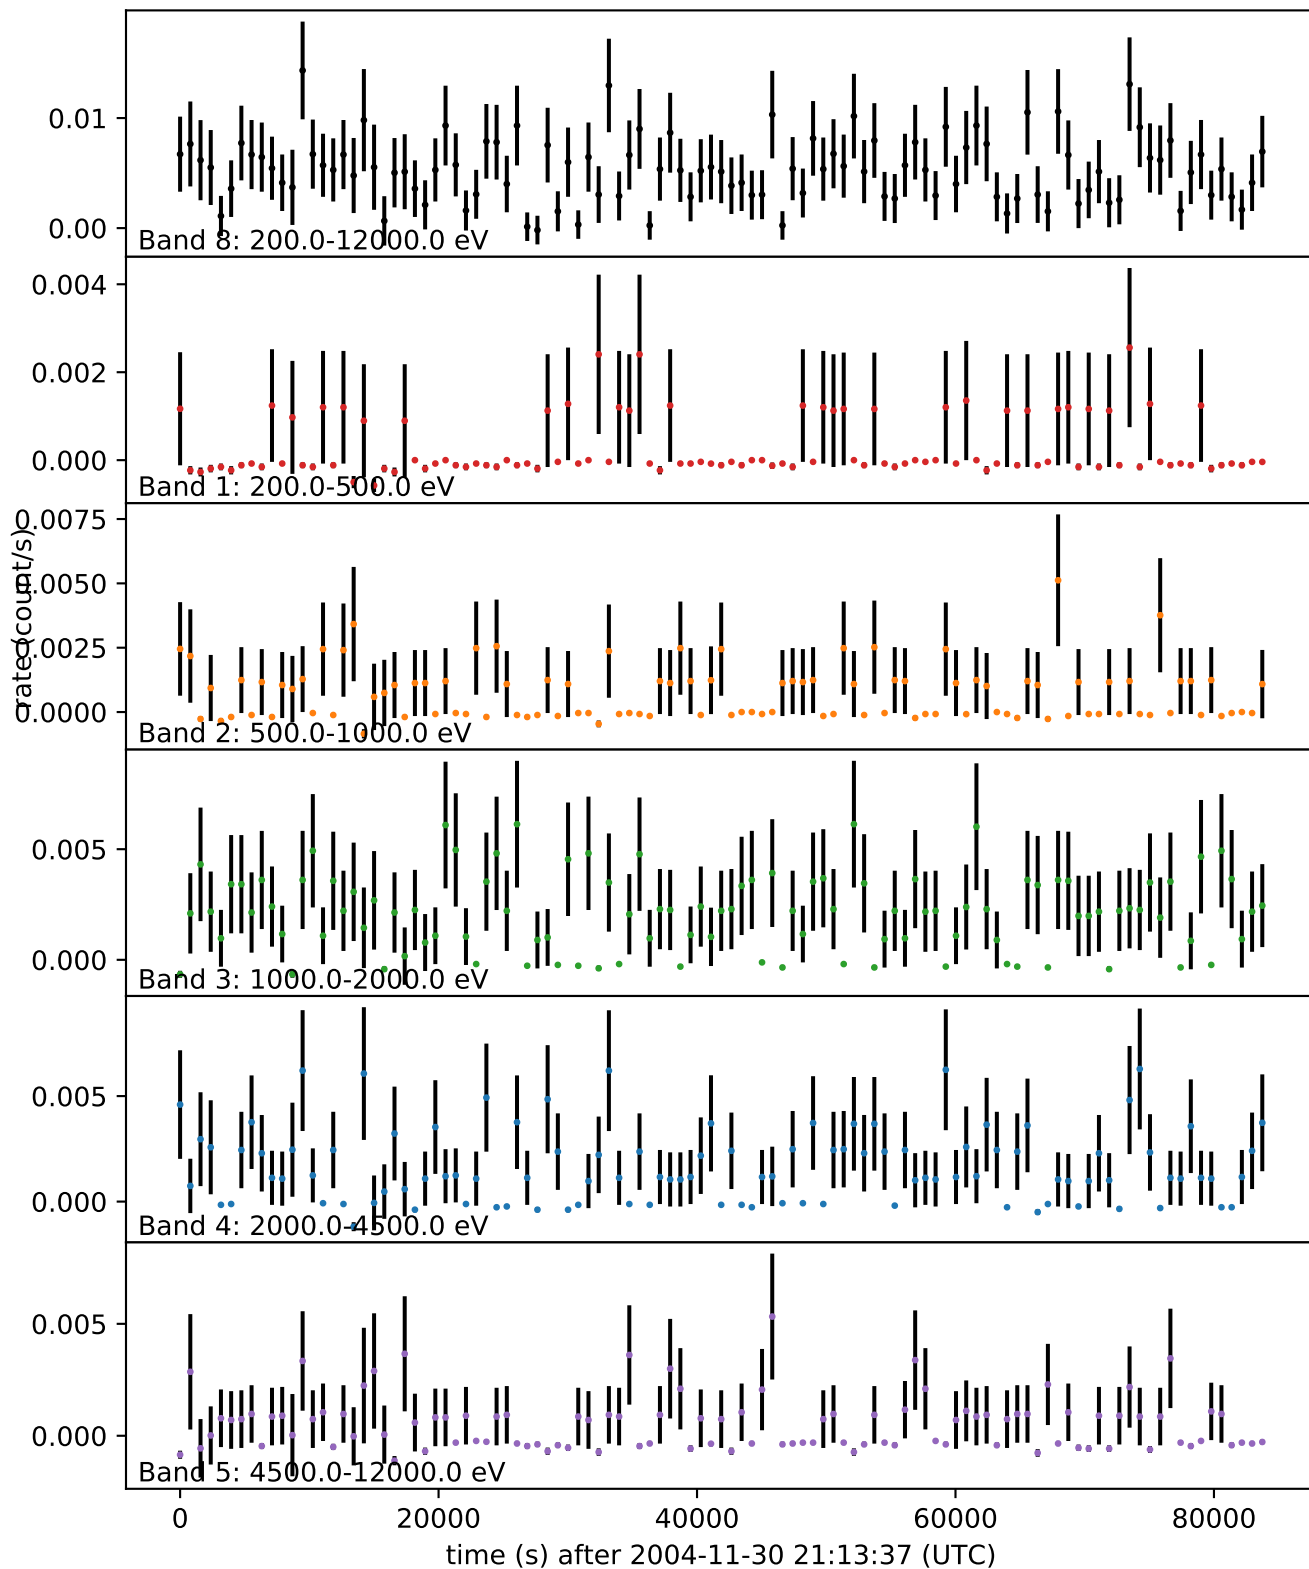 0.01
0.00
Band 8: 200.0-12000.0 eV
0.004
0.002
0.000
Band 1: 200.0-500.0 eV
rate (count/s)
0.0075
0.0050
0.0025
0.0000
Band 2: 500.0-1000.0 eV
0.005
0.000
Band 3: 1000.0-2000.0 eV
0.005
0.000
Band 4: 2000.0-4500.0 eV
0.005
0.000
Band 5: 4500.0-12000.0 eV
0 20000 40000 60000 80000
time (s) after 2004-11-30 21:13:37 (UTC)